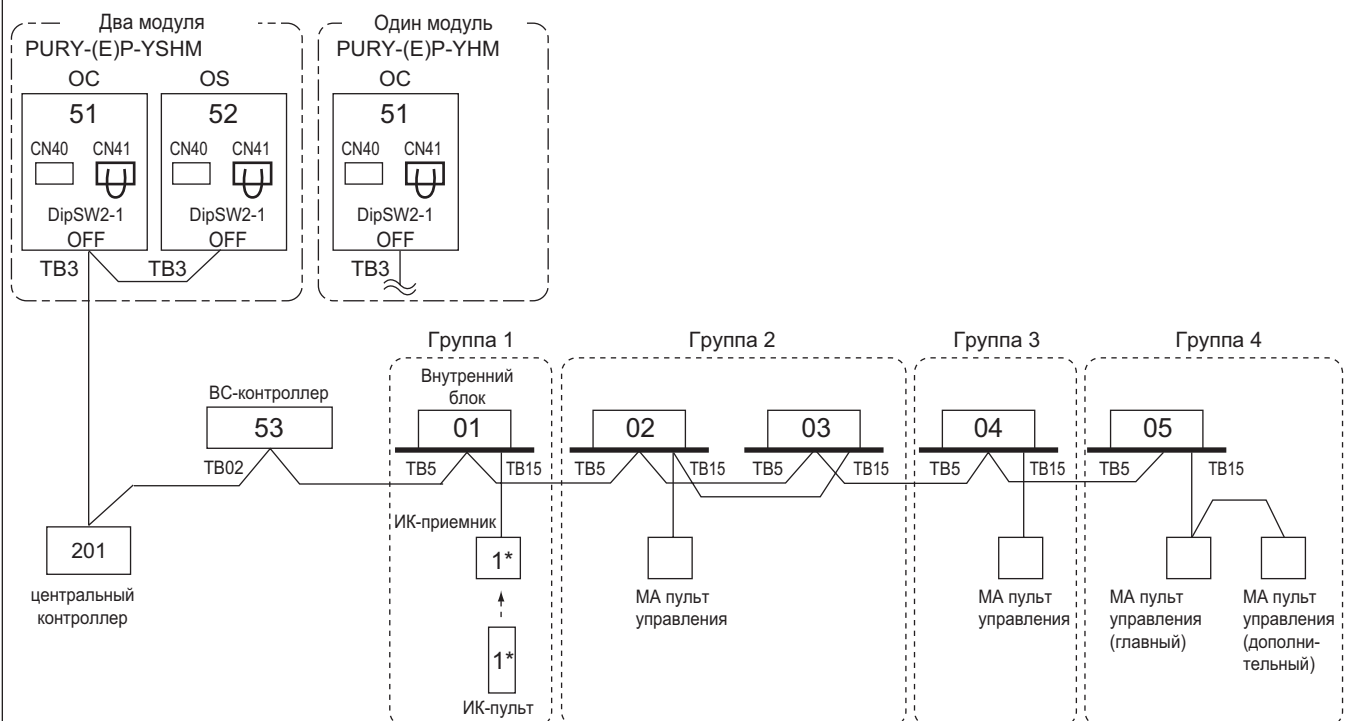 Два модуля
PURY-(E)P-YSHM
OC
OS
51
52
CN40
CN41
CN40
CN41
DipSW2-1
OFF
DipSW2-1
OFF
TB3
TB3
Один модуль
PURY-(E)P-YHM
OC
51
CN40
CN41
DipSW2-1
OFF
TB3
Группа 1
Группа 2
Группа 3
Группа 4
BC-контроллер
53
TB02
201
центральный
контроллер
Внутренний
блок
01
TB5
TB15
ИК-приемник
1*
1*
ИК-пульт
02
TB5
TB15
03
TB5
TB15
МА пульт
управления
04
TB5
TB15
МА пульт
управления
05
TB5
TB15
МА пульт
управления
(главный)
МА пульт
управления
(дополни-
тельный)